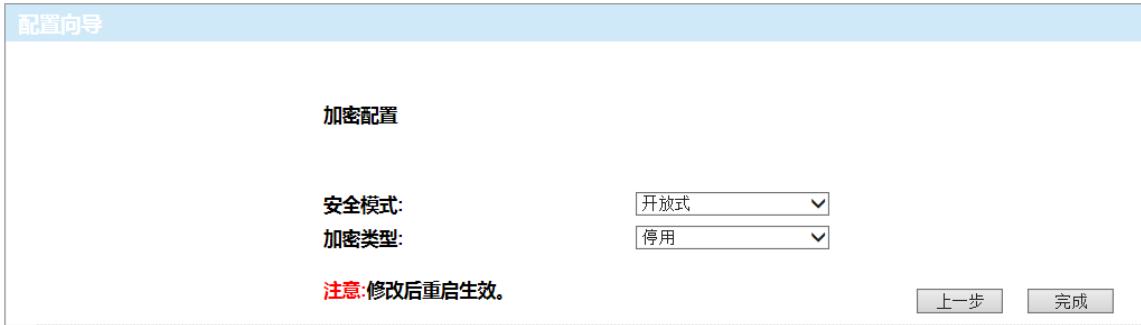 配置向导
加密配置
安全模式: 开放式
加密类型: 停用
注意:修改后重启生效。
上一步 完成